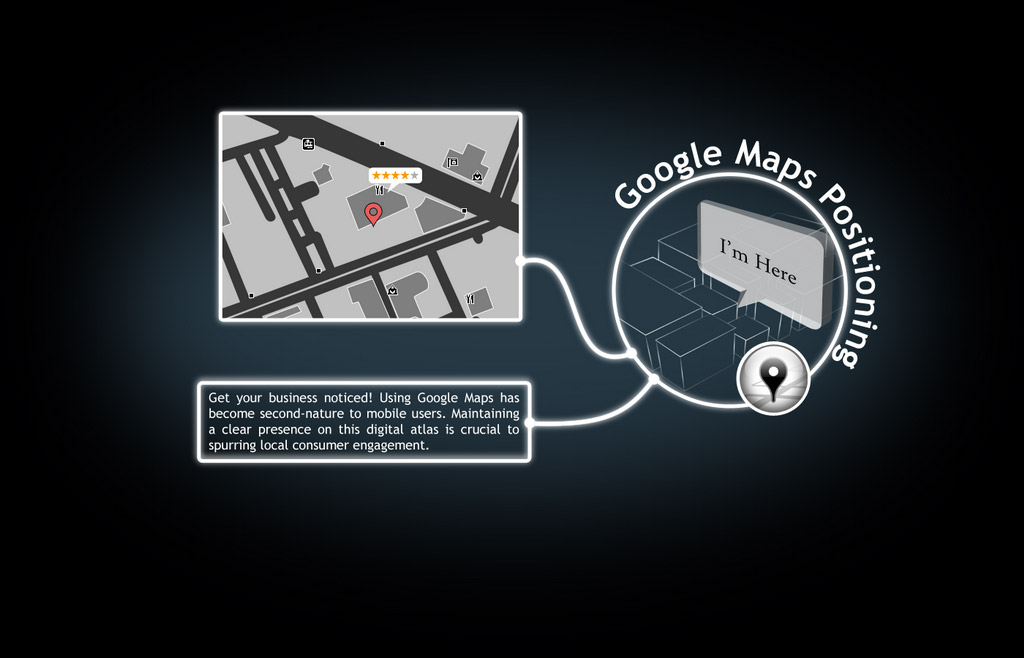 Google Maps Positioning
I'm Here
Get your business noticed! Using Google Maps has
become second-nature to mobile users. Maintaining
a clear presence on this digital atlas is crucial to
spurring local consumer engagement.